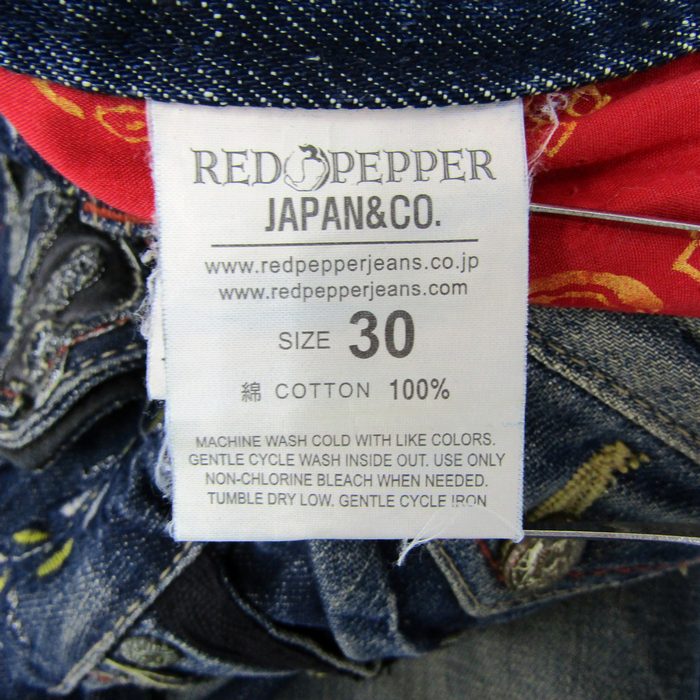 RED PEPPER
JAPAN&CO.
www.redpepperjeans.co.jp
www.redpepperjeans.com
SIZE 30
綿 COTTON 100%
MACHINE WASH COLD WITH LIKE COLORS.
GENTLE CYCLE WASH INSIDE OUT. USE ONLY
NON-CHLORINE BLEACH WHEN NEEDED.
TUMBLE DRY LOW. GENTLE CYCLE IRON